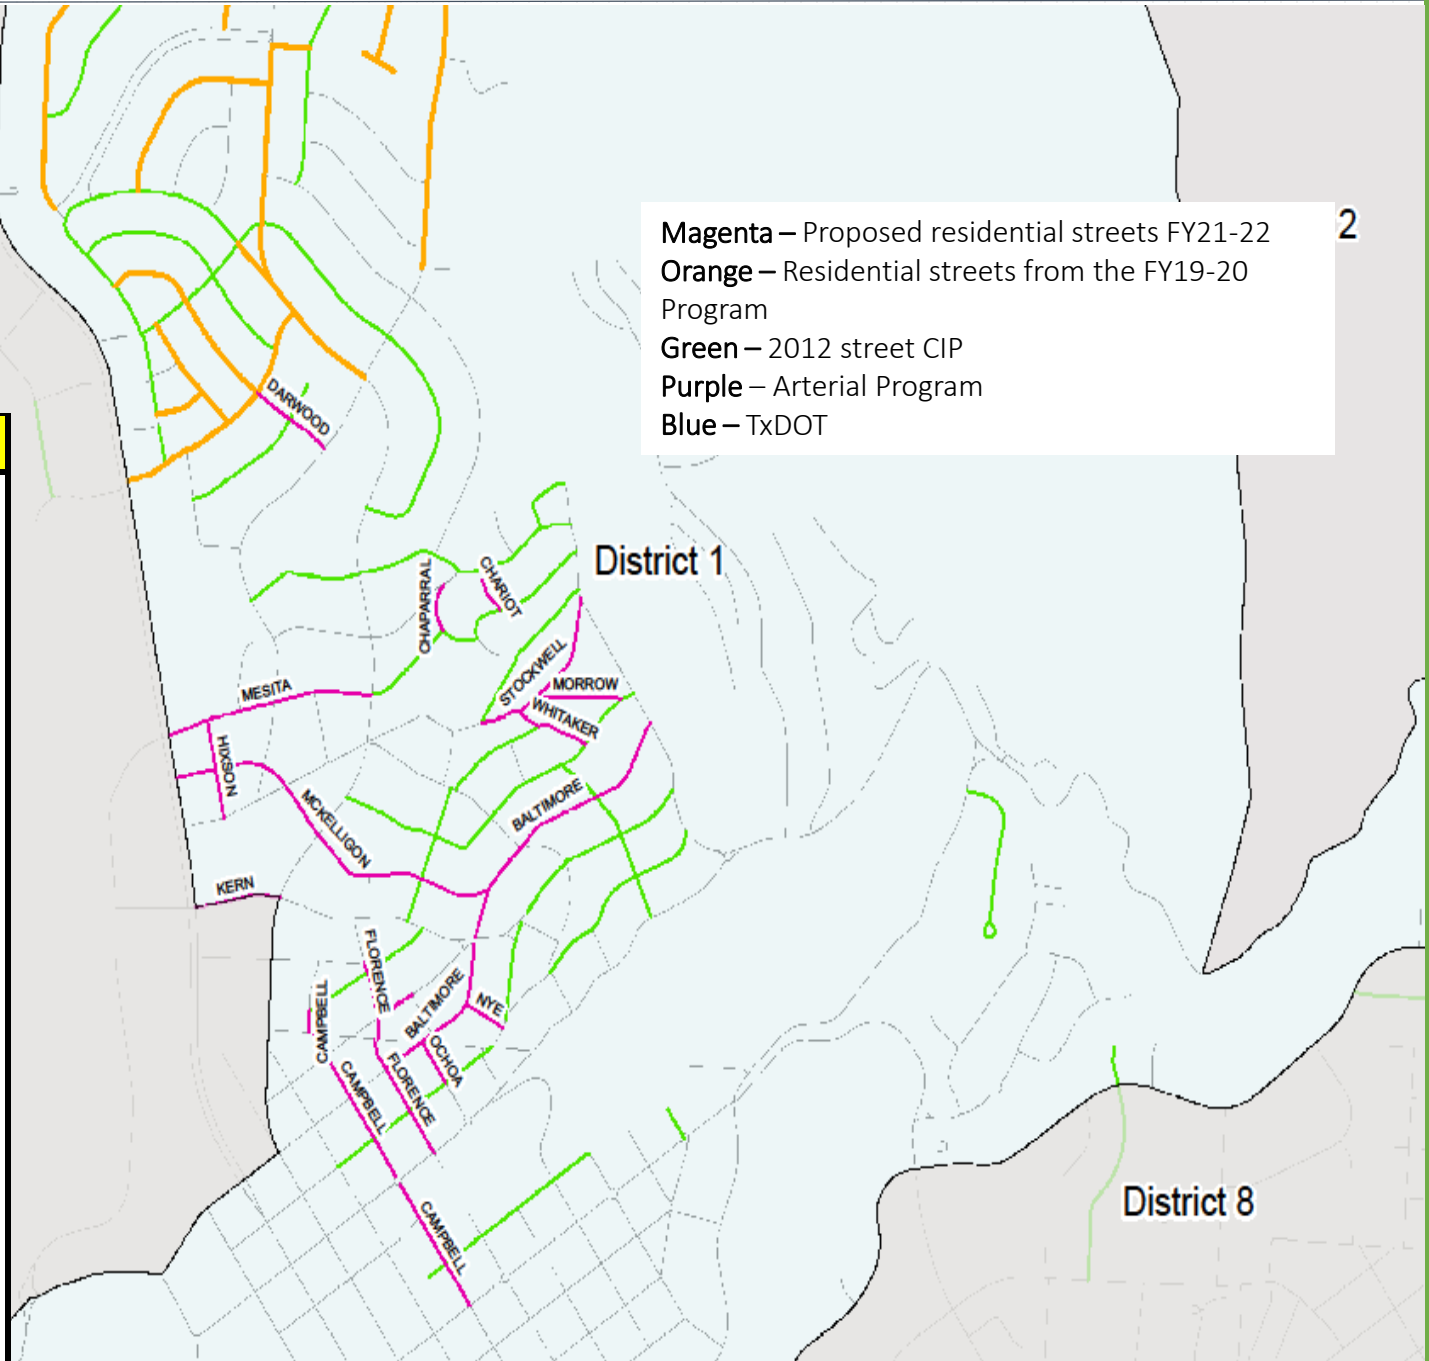 Magenta – Proposed residential streets FY21-22
Orange – Residential streets from the FY19-20
Program
Green – 2012 street CIP
Purple – Arterial Program
Blue – TxDOT
2
DARWOOD
District 1
CHAPARRAL
CHARIOT
STOCKWELL
MORROW
MESITA
WHITAKER
HIXSON
MCKELLIGON
BALTIMORE
KERN
FLORENCE
CAMPBELL
BALTIMORE
NYE
OCHOA
FLORENCE
CAMPBELL
CAMPBELL
District 8